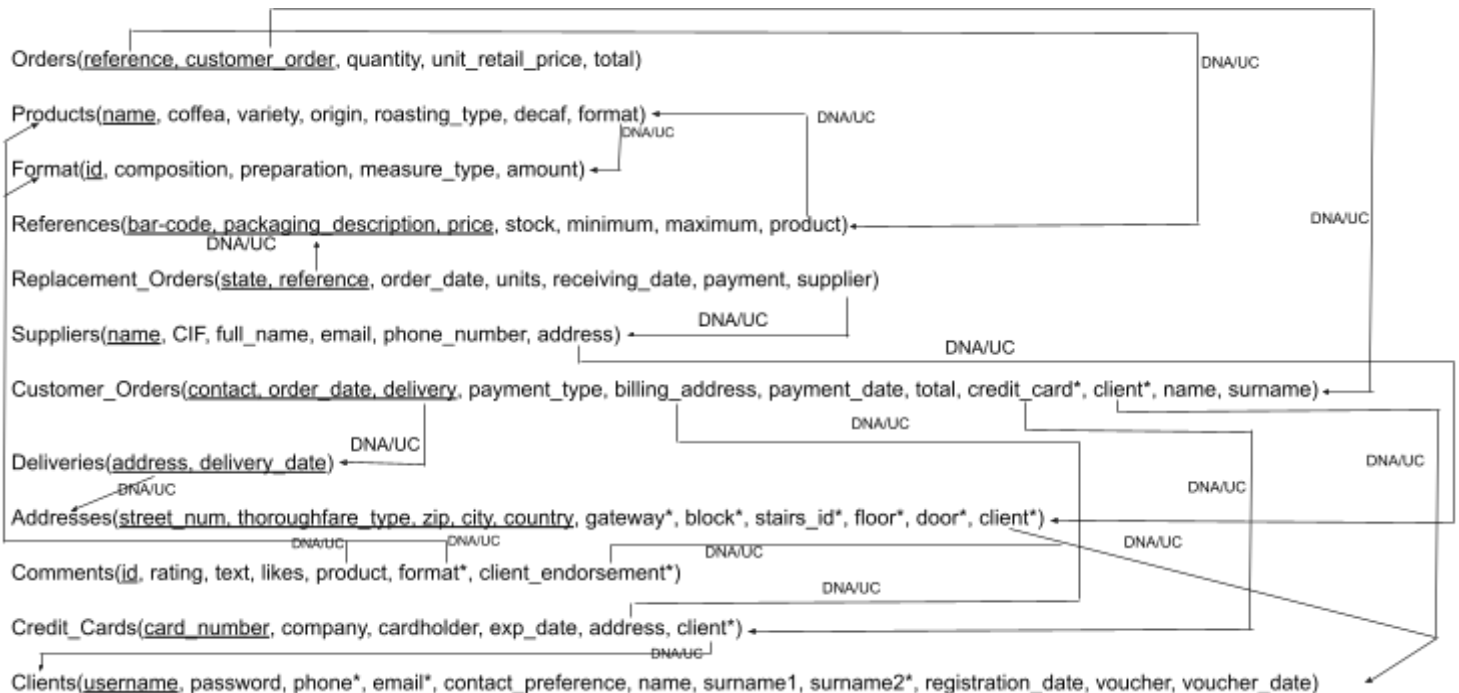 Orders(reference, customer_order, quantity, unit_retail_price, total)
DNA/UC
Products(name, coffea, variety, origin, roasting_type, decaf, format)
DNA/UC
DNA/UC
Format(id, composition, preparation, measure_type, amount)
References(bar-code, packaging_description, price, stock, minimum, maximum, product)
DNA/UC
DNA/UC
Replacement_Orders(state, reference, order_date, units, receiving_date, payment, supplier)
DNA/UC
Suppliers(name, CIF, full_name, email, phone_number, address)
DNA/UC
Customer_Orders(contact, order_date, delivery, payment_type, billing_address, payment_date, total, credit_card*, client*, name, surname)
DNA/UC
DNA/UC
Deliveries(address, delivery_date)
DNA/UC
DNA/UC
DNA/UC
Addresses(street_num, thoroughfare_type, zip, city, country, gateway*, block*, stairs_id*, floor*, door*, client*)
DNA/UC
DNA/UC
DNA/UC
DNA/UC
Comments(id, rating, text, likes, product, format*, client_endorsement*)
DNA/UC
Credit_Cards(card_number, company, cardholder, exp_date, address, client*)
DNA/UC
Clients(username, password, phone*, email*, contact_preference, name, surname1, surname2*, registration_date, voucher, voucher_date)